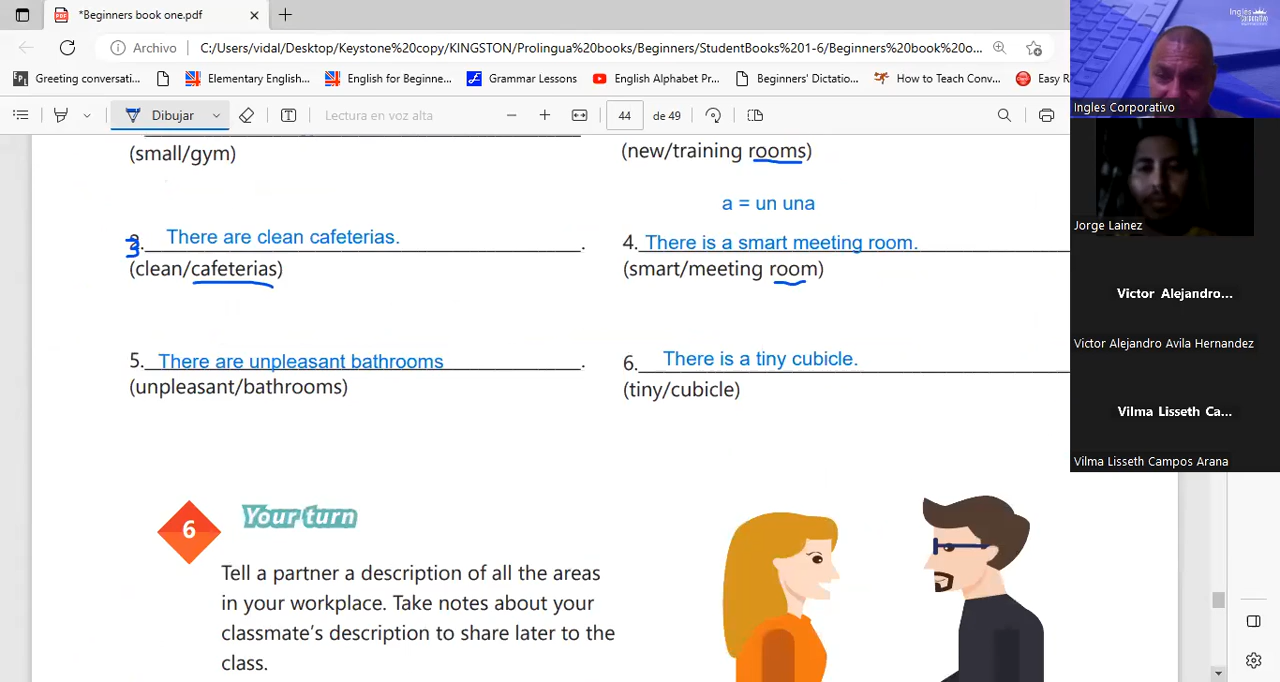 *Beginners book one.pdf
Archivo C:/Users/vidal/Desktop/Keystone%20copy/KINGSTON/Prolingua%20books/Beginners/StudentBooks%201-6/Beginners%20book%20o...
Greeting conversati... Elementary English... English for Beginne... Grammar Lessons English Alphabet Pr... Beginners' Dictatio... How to Teach Conv... Easy R
Dibujar Lectura en voz alta 44 de 49
Ingles Corporativo
Jorge Lainez
Victor Alejandro...
Victor Alejandro Avila Hernandez
Vilma Lisseth Ca...
Vilma Lisseth Campos Arana
(small/gym) (new/training rooms)
a = un una
3. There are clean cafeterias. .
(clean/cafeterias)
4. There is a smart meeting room.
(smart/meeting room)
5. There are unpleasant bathrooms .
(unpleasant/bathrooms)
6. There is a tiny cubicle.
(tiny/cubicle)
6 Your turn
Tell a partner a description of all the areas
in your workplace. Take notes about your
classmate's description to share later to the
class.